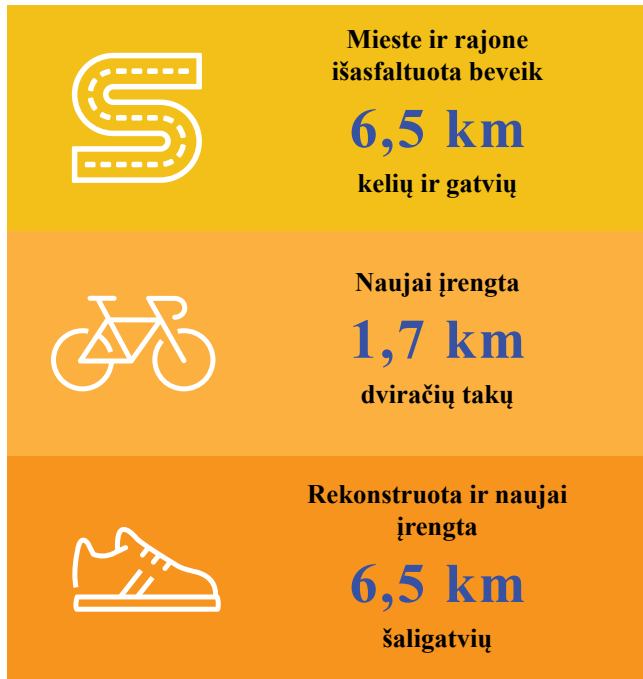 Mieste ir rajone
išasfaltuota beveik
6,5 km
kelių ir gatvių
Naujai įrengta
1,7 km
dviračių takų
Rekonstruota ir naujai
įrengta
6,5 km
šaligatvių